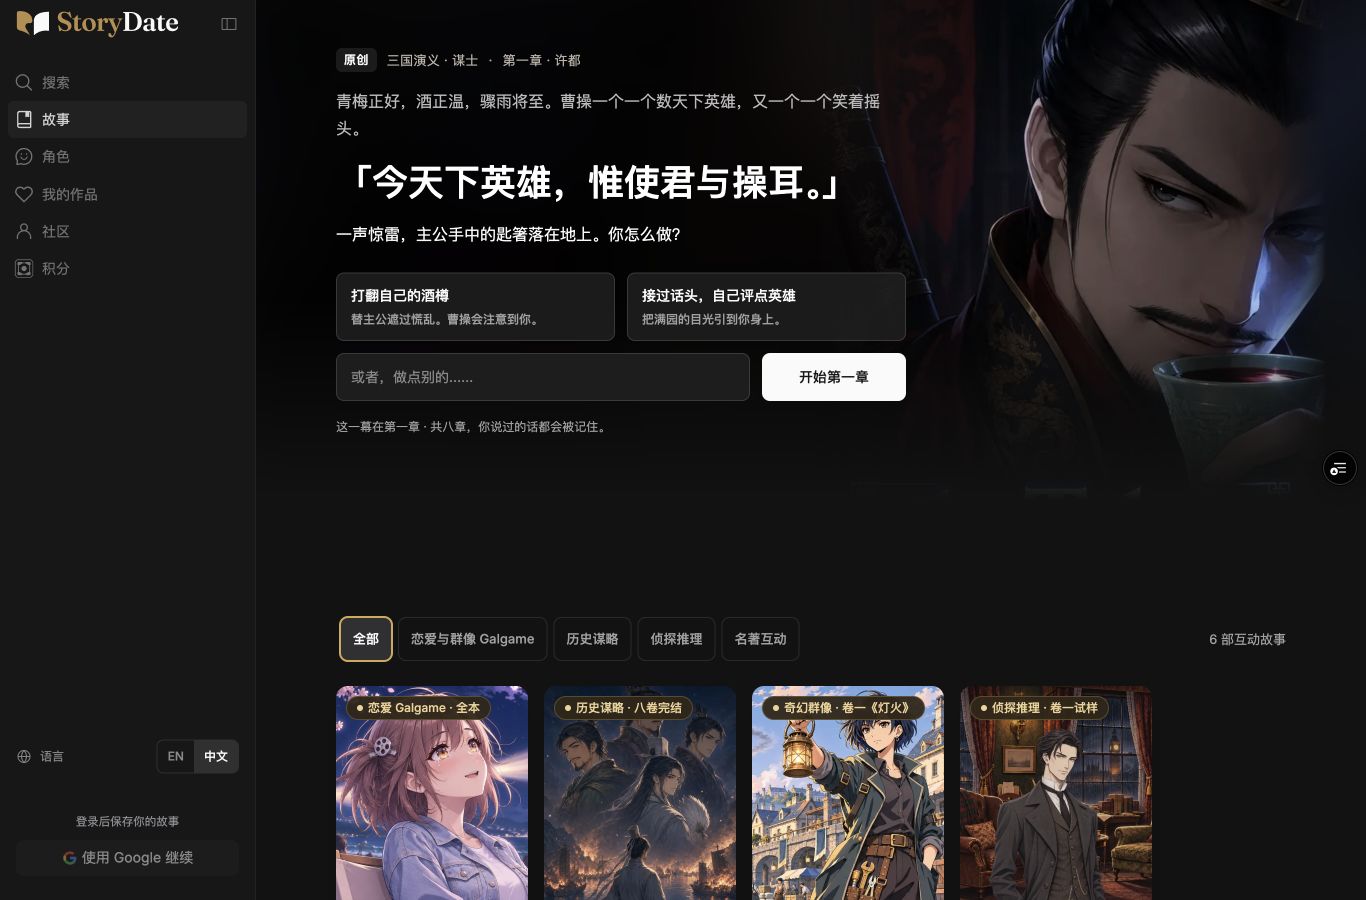 StoryDate
搜索
故事
角色
我的作品
社区
积分
语言
EN
中文
登录后保存你的故事
使用 Google 继续
原创
三国演义 · 谋士 · 第一章 · 许都
青梅正好，酒正温，骤雨将至。曹操一个一个数天下英雄，又一个一个笑着摇
头。
「今天下英雄，惟使君与操耳。」
一声惊雷，主公手中的匙箸落在地上。你怎么做？
打翻自己的酒樽
替主公遮过慌乱。曹操会注意到你。
接过话头，自己评点英雄
把满园的目光引到你身上。
或者，做点别的......
开始第一章
这一幕在第一章 · 共八章，你说过的话都会被记住。
全部
恋爱与群像 Galgame
历史谋略
侦探推理
名著互动
6 部互动故事
恋爱 Galgame · 全本
历史谋略 · 八卷完结
奇幻群像 · 卷一《灯火》
侦探推理 · 卷一试样